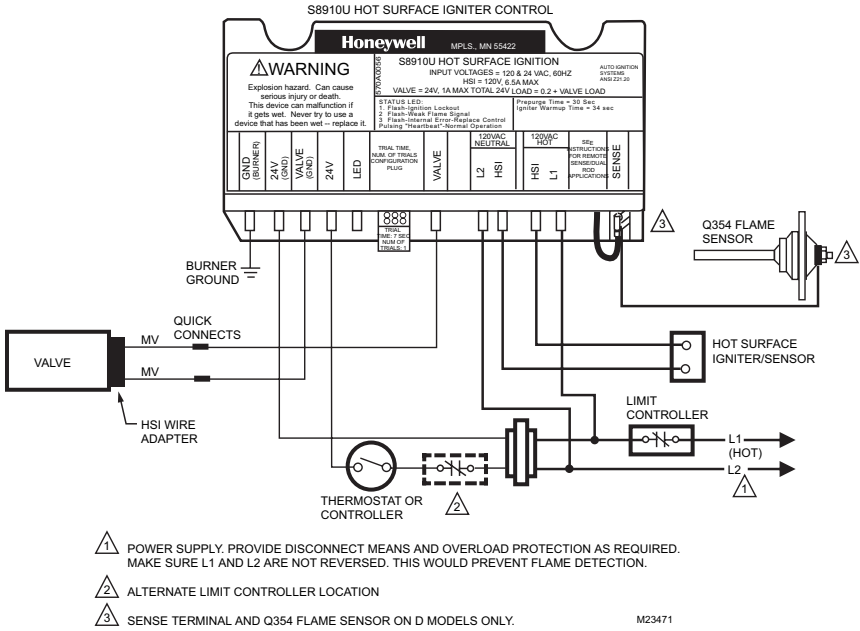 S8910U HOT SURFACE IGNITER CONTROL
Honeywell MPLS., MN 55422
570A0056
WARNING
Explosion hazard. Can cause
serious injury or death.
This device can malfunction if
it gets wet. Never try to use a
device that has been wet -- replace it.
S8910U HOT SURFACE IGNITION
INPUT VOLTAGES = 120 & 24 VAC, 60HZ
HSI = 120V, 6.5A MAX
VALVE = 24V, 1A MAX TOTAL 24V LOAD = 0.2 + VALVE LOAD
AUTO IGNITION
SYSTEMS
ANSI Z21.20
STATUS LED:
1. Flash-Ignition Lockout
2 Flash-Weak Flame Signal
3 Flash-Internal Error-Replace Control
Pulsing "Heartbeat"-Normal Operation
Prepurge Time = 30 Sec
Igniter Warmup Time = 34 sec
GND
(BURNER)
24V
(GND)
VALVE
(GND)
24V
LED
TRIAL TIME,
NUM. OF TRIALS
CONFIGURATION
PLUG
VALVE
120VAC
NEUTRAL
L2
HSI
120VAC
HOT
HSI
L1
SEE
INSTRUCTIONS
FOR REMOTE
SENSE/DUAL
ROD
APPLICATIONS
SENSE
TRIAL
TIME: 7 SEC
NUM OF
TRIALS: 1
3
Q354 FLAME
SENSOR
3
BURNER
GROUND
QUICK
CONNECTS
MV
VALVE
MV
HSI WIRE
ADAPTER
HOT SURFACE
IGNITER/SENSOR
LIMIT
CONTROLLER
L1
(HOT)
L2
1
THERMOSTAT OR
CONTROLLER
2
1 POWER SUPPLY. PROVIDE DISCONNECT MEANS AND OVERLOAD PROTECTION AS REQUIRED.
MAKE SURE L1 AND L2 ARE NOT REVERSED. THIS WOULD PREVENT FLAME DETECTION.
2 ALTERNATE LIMIT CONTROLLER LOCATION
3 SENSE TERMINAL AND Q354 FLAME SENSOR ON D MODELS ONLY.
M23471